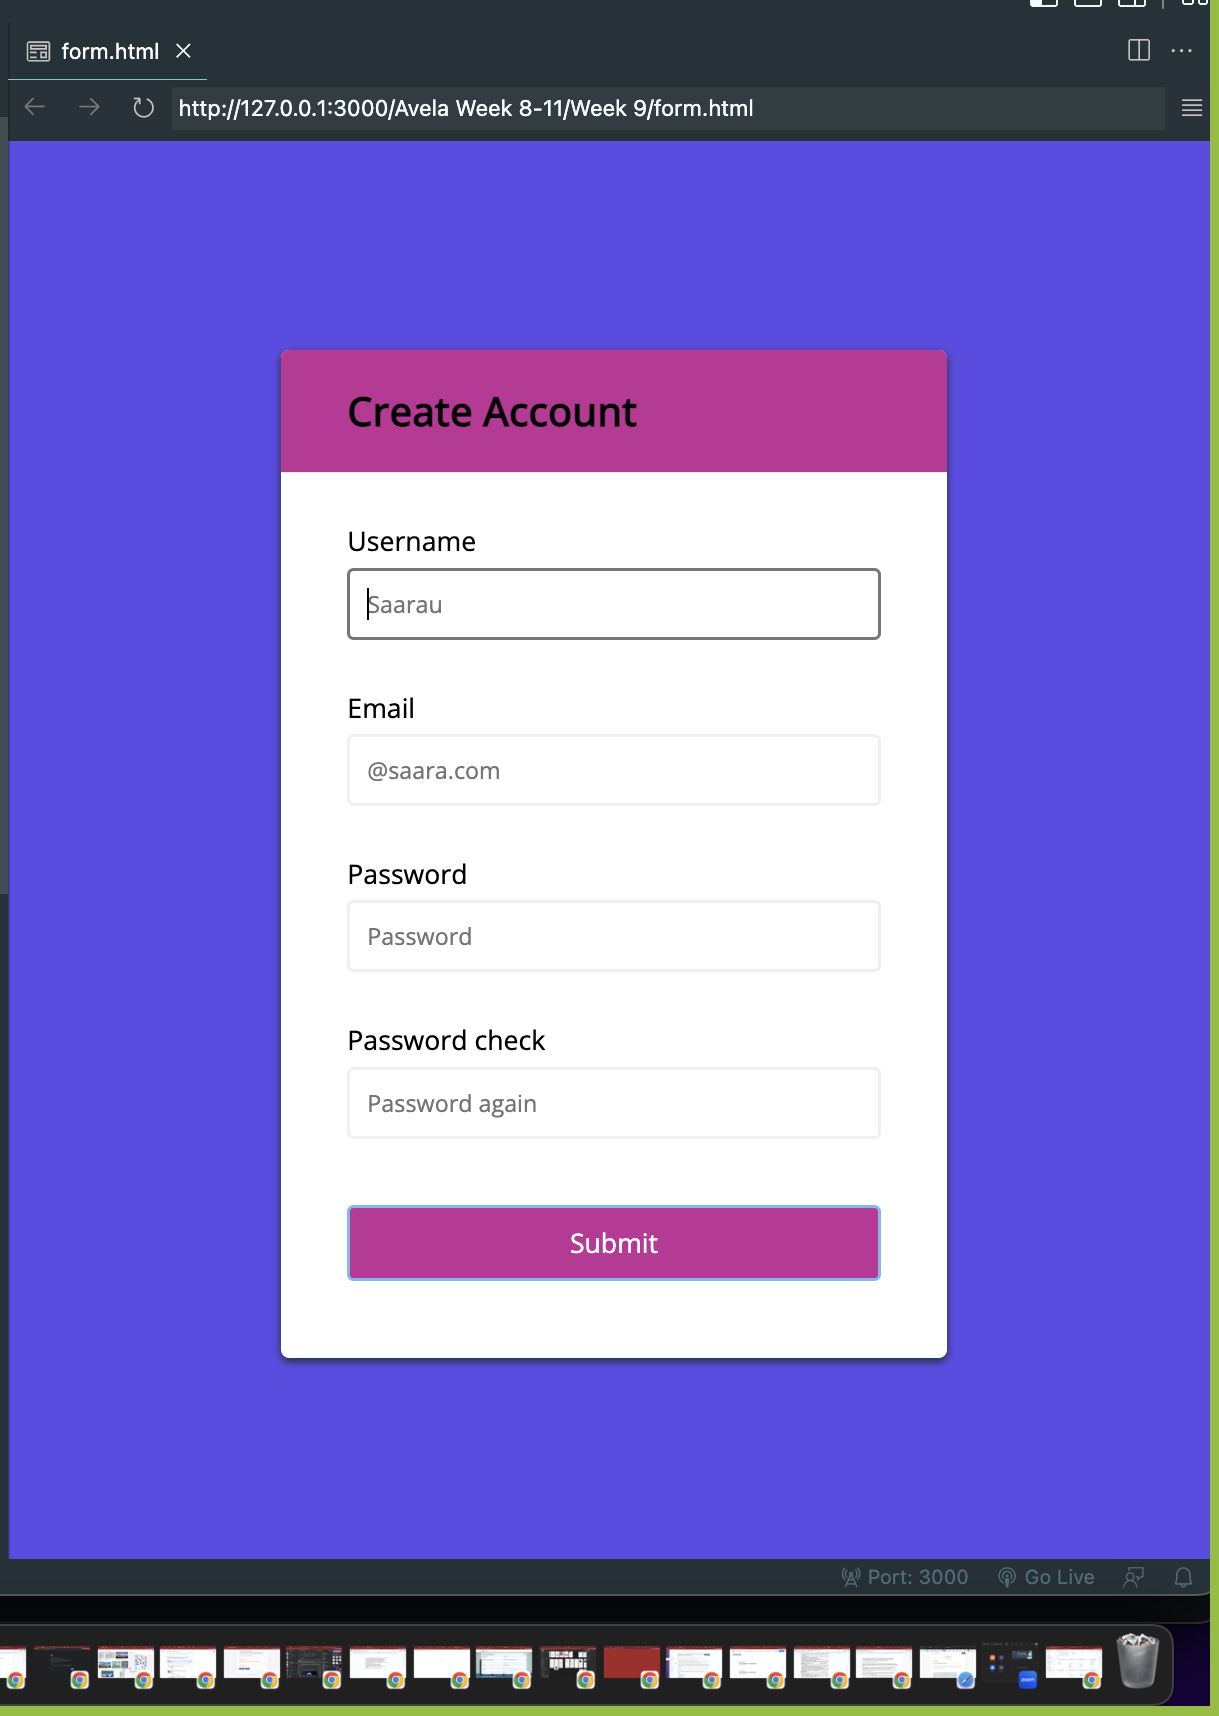 form.html
http://127.0.0.1:3000/Avela Week 8-11/Week 9/form.html
Create Account
Username
Saarau
Email
@saara.com
Password
Password
Password check
Password again
Submit
Port: 3000 Go Live
zoom